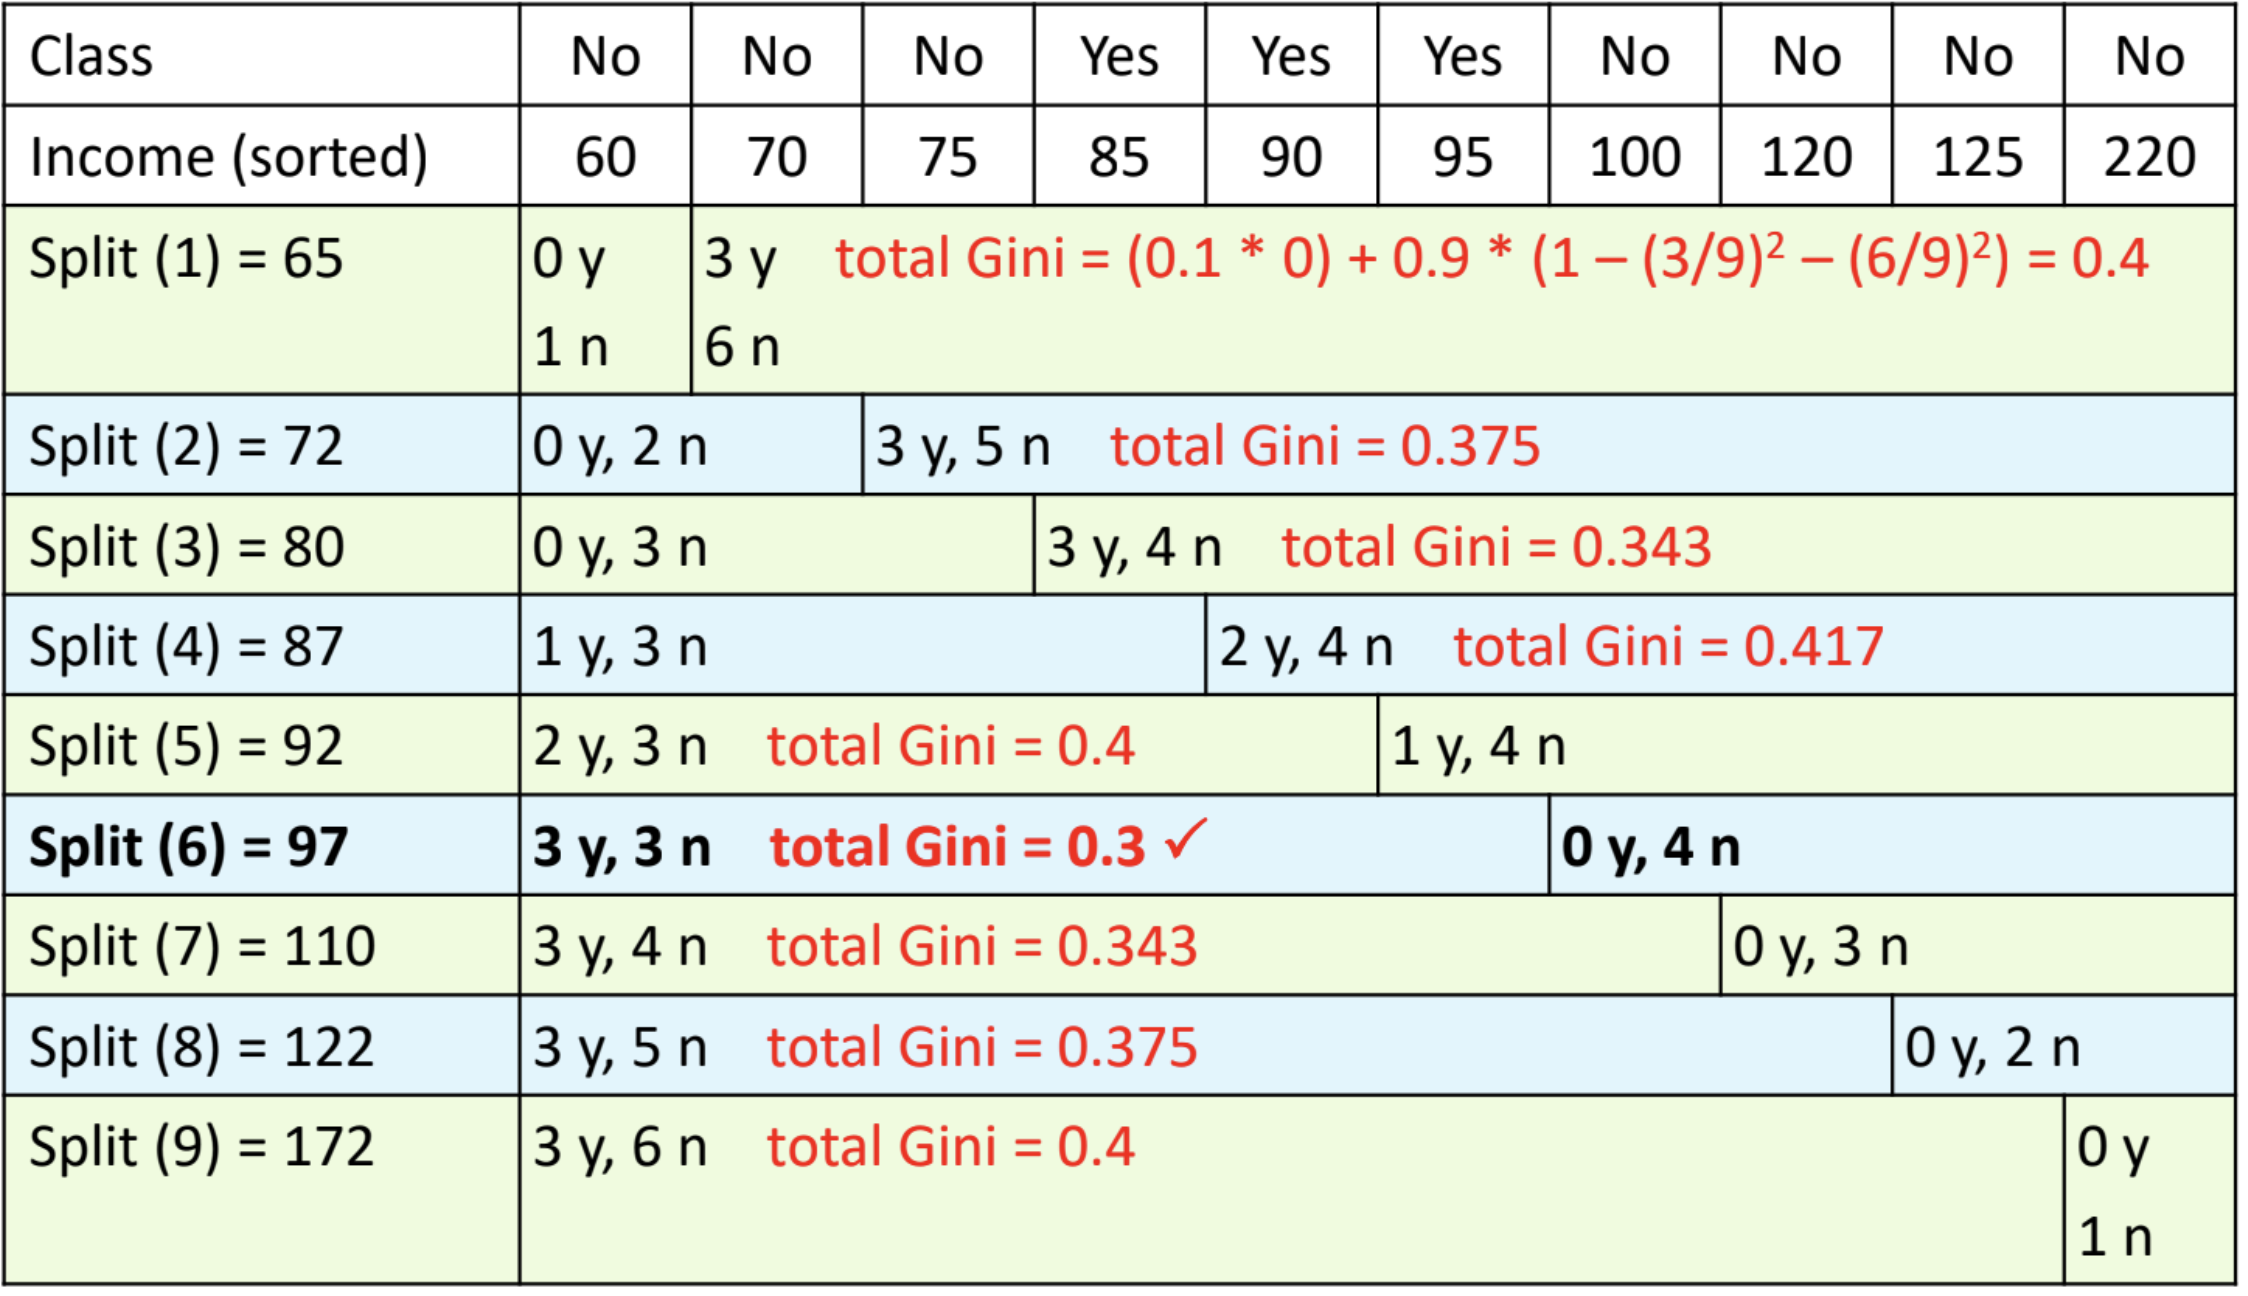 Class No No No Yes Yes Yes No No No No
Income (sorted) 60 70 75 85 90 95 100 120 125 220
Split (1) = 65 0 y 3 y total Gini = (0.1 * 0) + 0.9 * (1 – (3/9)² – (6/9)²) = 0.4
1 n 6 n
Split (2) = 72 0 y, 2 n 3 y, 5 n total Gini = 0.375
Split (3) = 80 0 y, 3 n 3 y, 4 n total Gini = 0.343
Split (4) = 87 1 y, 3 n 2 y, 4 n total Gini = 0.417
Split (5) = 92 2 y, 3 n total Gini = 0.4 1 y, 4 n
Split (6) = 97 3 y, 3 n total Gini = 0.3 ✓ 0 y, 4 n
Split (7) = 110 3 y, 4 n total Gini = 0.343 0 y, 3 n
Split (8) = 122 3 y, 5 n total Gini = 0.375 0 y, 2 n
Split (9) = 172 3 y, 6 n total Gini = 0.4 0 y
1 n